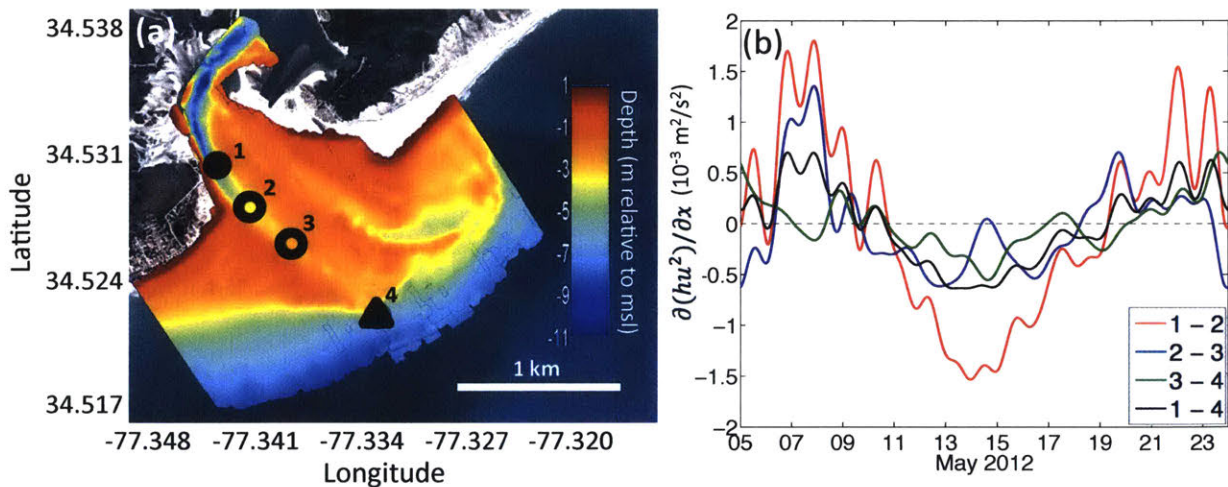 (a)
34.538
34.531
34.524
34.517
Latitude
1
2
3
4
1
-1
-3
-5
-7
-9
-11
Depth (m relative to msl)
1 km
-77.348 -77.341 -77.334 -77.327 -77.320
Longitude
(b)
2
1.5
1
0.5
0
-0.5
-1
-1.5
-2
∂(hu²)/∂x (10⁻³ m²/s²)
1 – 2
2 – 3
3 – 4
1 – 4
05 07 09 11 13 15 17 19 21 23
May 2012